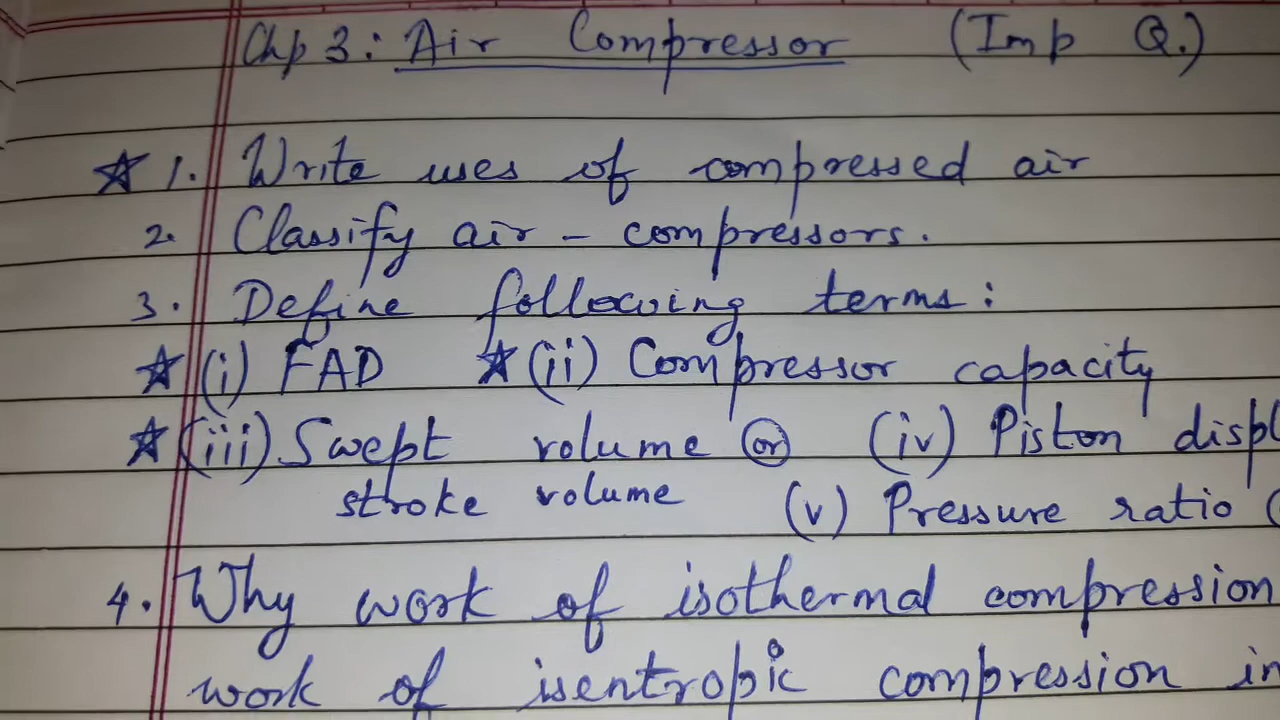 Chp 3: Air Compressor (Imp Q.)
☆ 1. Write uses of compressed air
2. Classify air - compressors.
3. Define following terms:
☆ (i) FAD ☆ (ii) Compressor capacity
☆ (iii) Swept volume or (iv) Piston displ
stroke volume (v) Pressure ratio (
4. Why work of isothermal compression
work of isentropic compression in